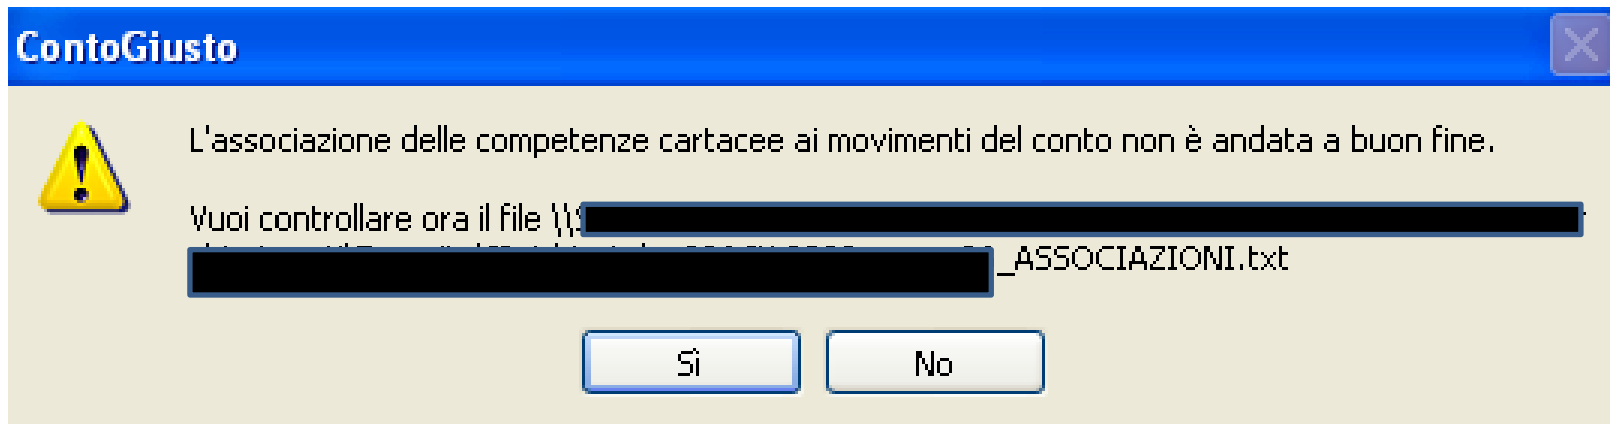 ContoGiusto
L'associazione delle competenze cartacee ai movimenti del conto non è andata a buon fine.
Vuoi controllare ora il file \\
_ASSOCIAZIONI.txt
Sì
No